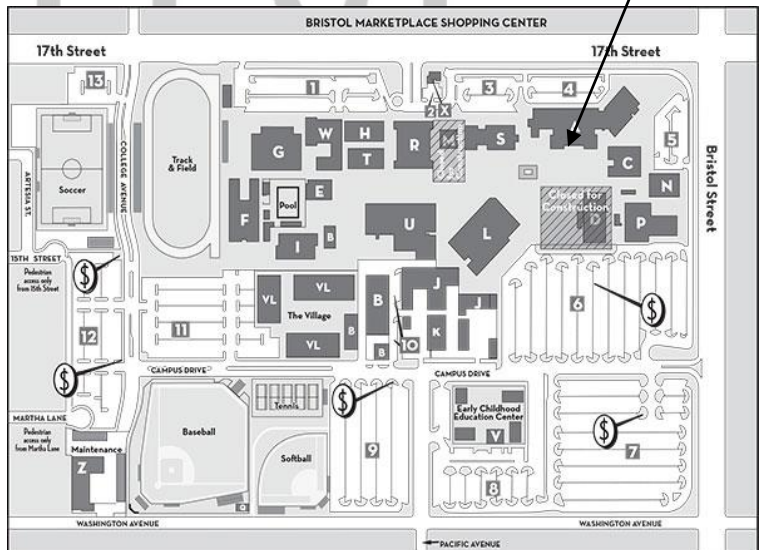 BRISTOL MARKETPLACE SHOPPING CENTER
17th Street
17th Street
13
1
3
4
2
X
5
W
H
G
T
R
M
S
C
N
Track
& Field
COLLEGE AVENUE
Soccer
ARTESIA ST.
Bristol Street
Pool
E
F
I
B
U
L
Closed for
Construction
D
P
15TH STREET
Pedestrian
access only
from 15th Street
$
12
11
VL
VL
The Village
VL
B
B
B
J
J
K
10
6
$
$
CAMPUS DRIVE
CAMPUS DRIVE
MARTHA LANE
Pedestrian
access only
from Martha Lane
Maintenance
Z
Baseball
Tennis
Softball
$
9
Early Childhood
Education Center
V
8
$
7
WASHINGTON AVENUE
WASHINGTON AVENUE
PACIFIC AVENUE